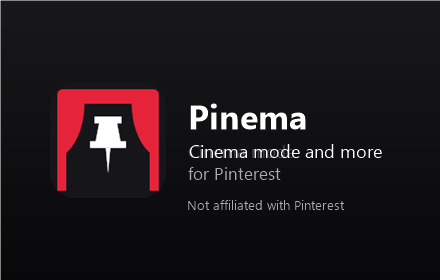 Pinema
Cinema mode and more
for Pinterest
Not affiliated with Pinterest